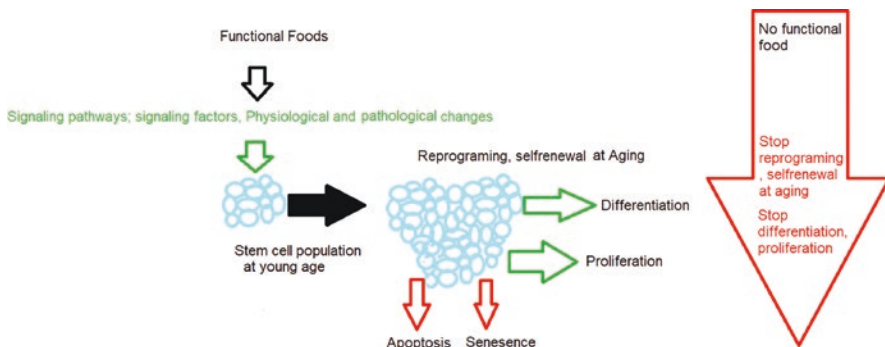 Functional Foods
Signaling pathways; signaling factors, Physiological and pathological changes
Reprograming, selfrenewal at Aging
Stem cell population
at young age
Differentiation
Proliferation
Apoptosis
Senesence
No functional
food
Stop
reprograming
, selfrenewal
at aging
Stop
differentiation,
proliferation